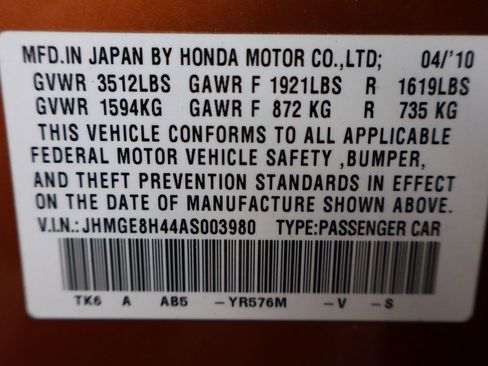 MFD.IN JAPAN BY HONDA MOTOR CO.,LTD; 04/'10
GVWR 3512LBS GAWR F 1921LBS R 1619LBS
GVWR 1594KG GAWR F 872 KG R 735 KG
THIS VEHICLE CONFORMS TO ALL APPLICABLE
FEDERAL MOTOR VEHICLE SAFETY ,BUMPER,
AND THEFT PREVENTION STANDARDS IN EFFECT
ON THE DATE OF MANUFACTURE SHOWN ABOVE.
V.I.N.: JHMGE8H44AS003980 TYPE:PASSENGER CAR
TK6 A AB5 -YR576M -V -S